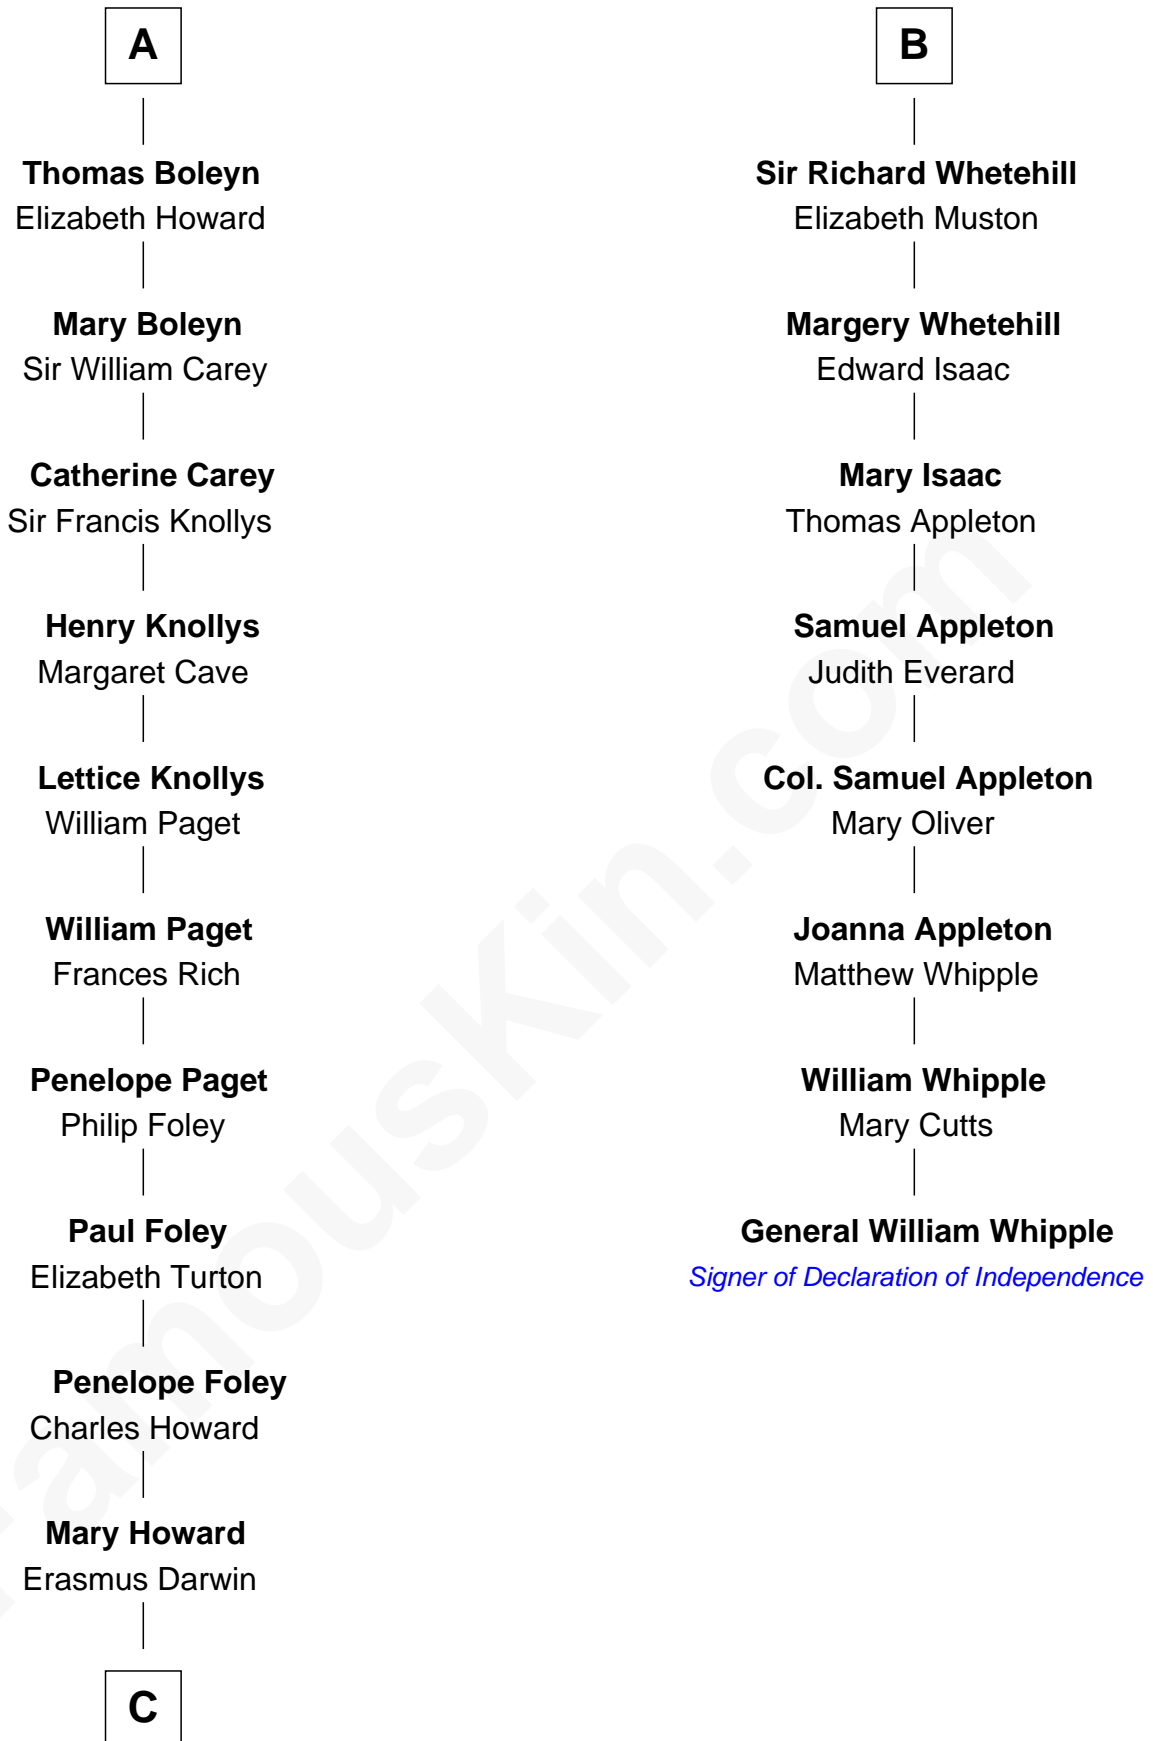 A
Thomas Boleyn
Elizabeth Howard
Mary Boleyn
Sir William Carey
Catherine Carey
Sir Francis Knollys
Henry Knollys
Margaret Cave
Lettice Knollys
William Paget
William Paget
Frances Rich
Penelope Paget
Philip Foley
Paul Foley
Elizabeth Turton
Penelope Foley
Charles Howard
Mary Howard
Erasmus Darwin
C
B
Sir Richard Whetehill
Elizabeth Muston
Margery Whetehill
Edward Isaac
Mary Isaac
Thomas Appleton
Samuel Appleton
Judith Everard
Col. Samuel Appleton
Mary Oliver
Joanna Appleton
Matthew Whipple
William Whipple
Mary Cutts
General William Whipple
Signer of Declaration of Independence
FamousKin.com